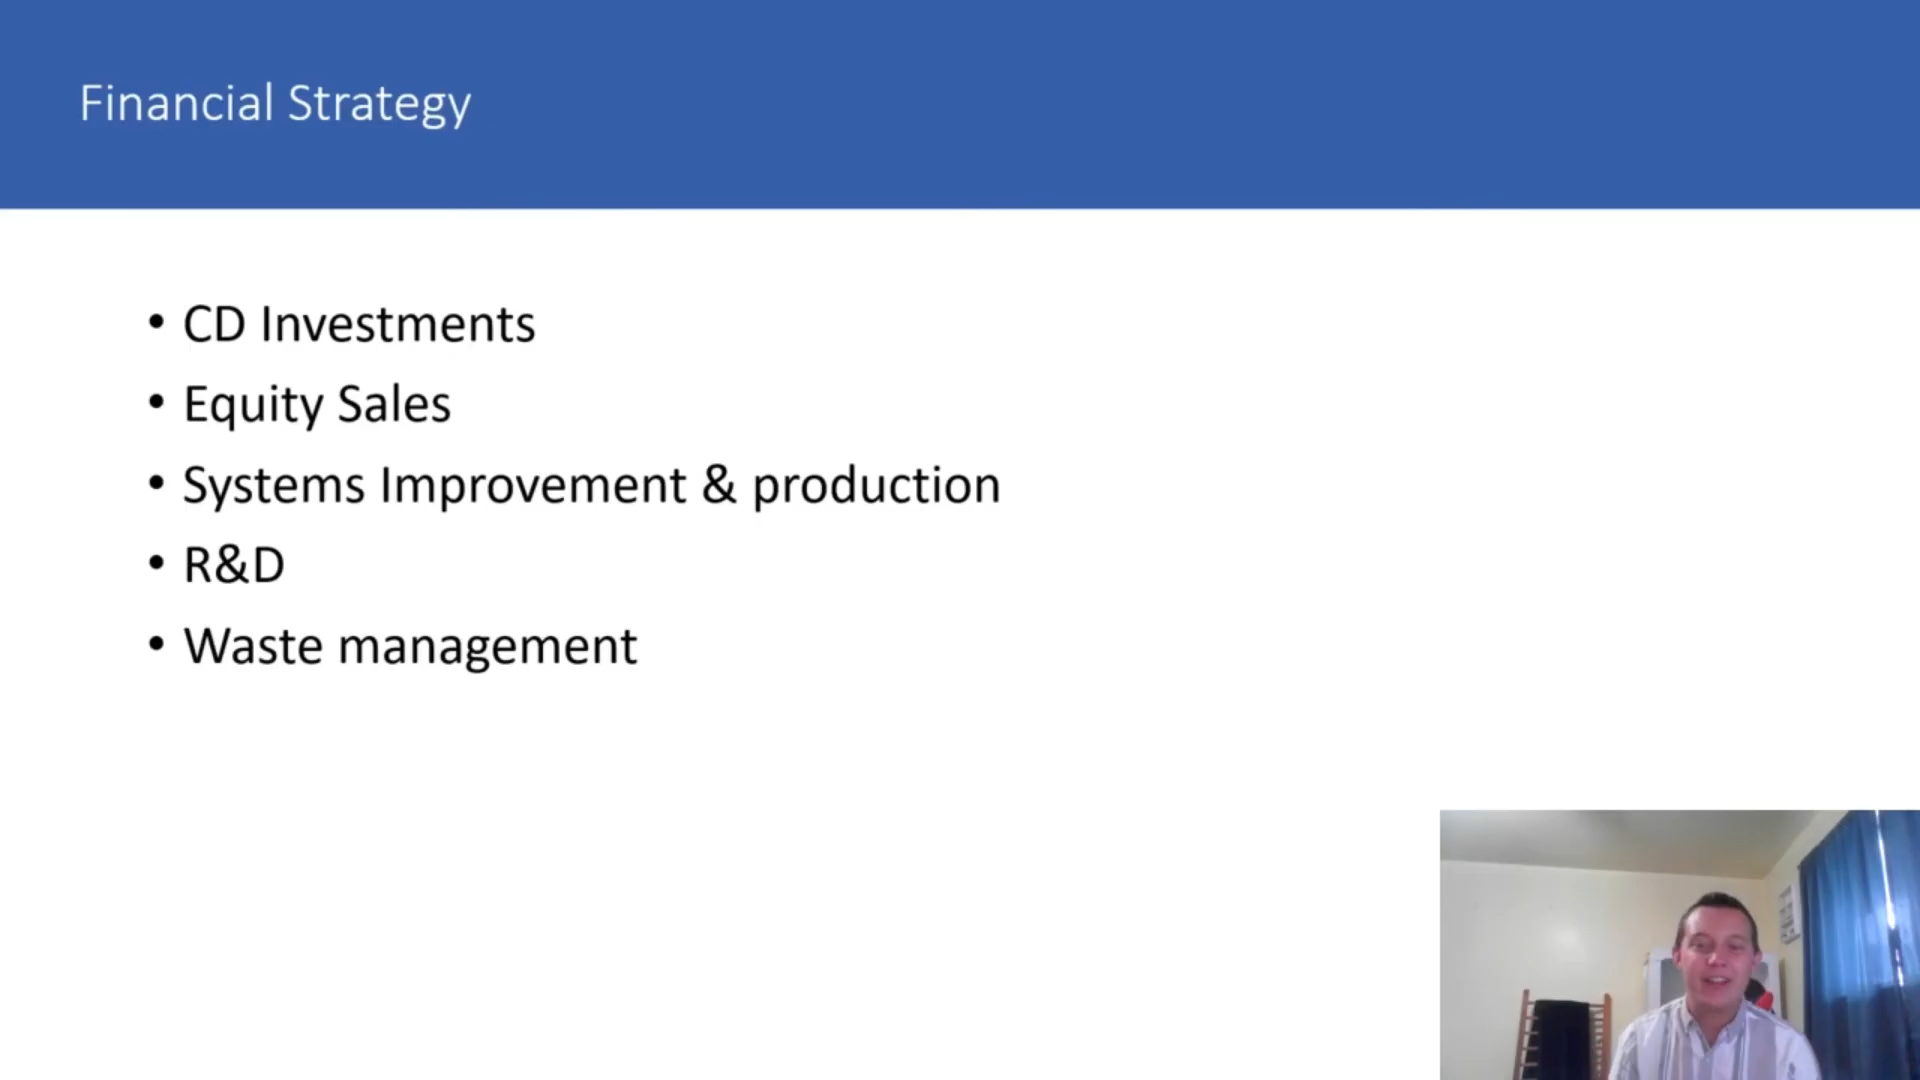 Financial Strategy
• CD Investments
• Equity Sales
• Systems Improvement & production
• R&D
• Waste management